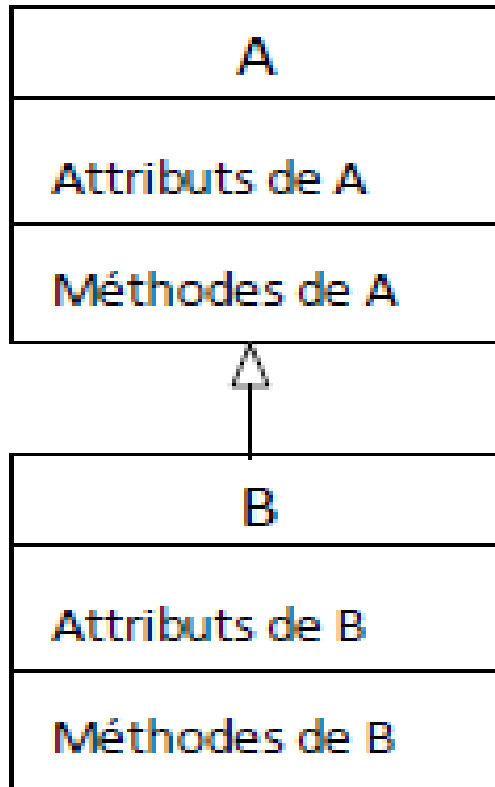 A
Attributs de A
Méthodes de A
B
Attributs de B
Méthodes de B